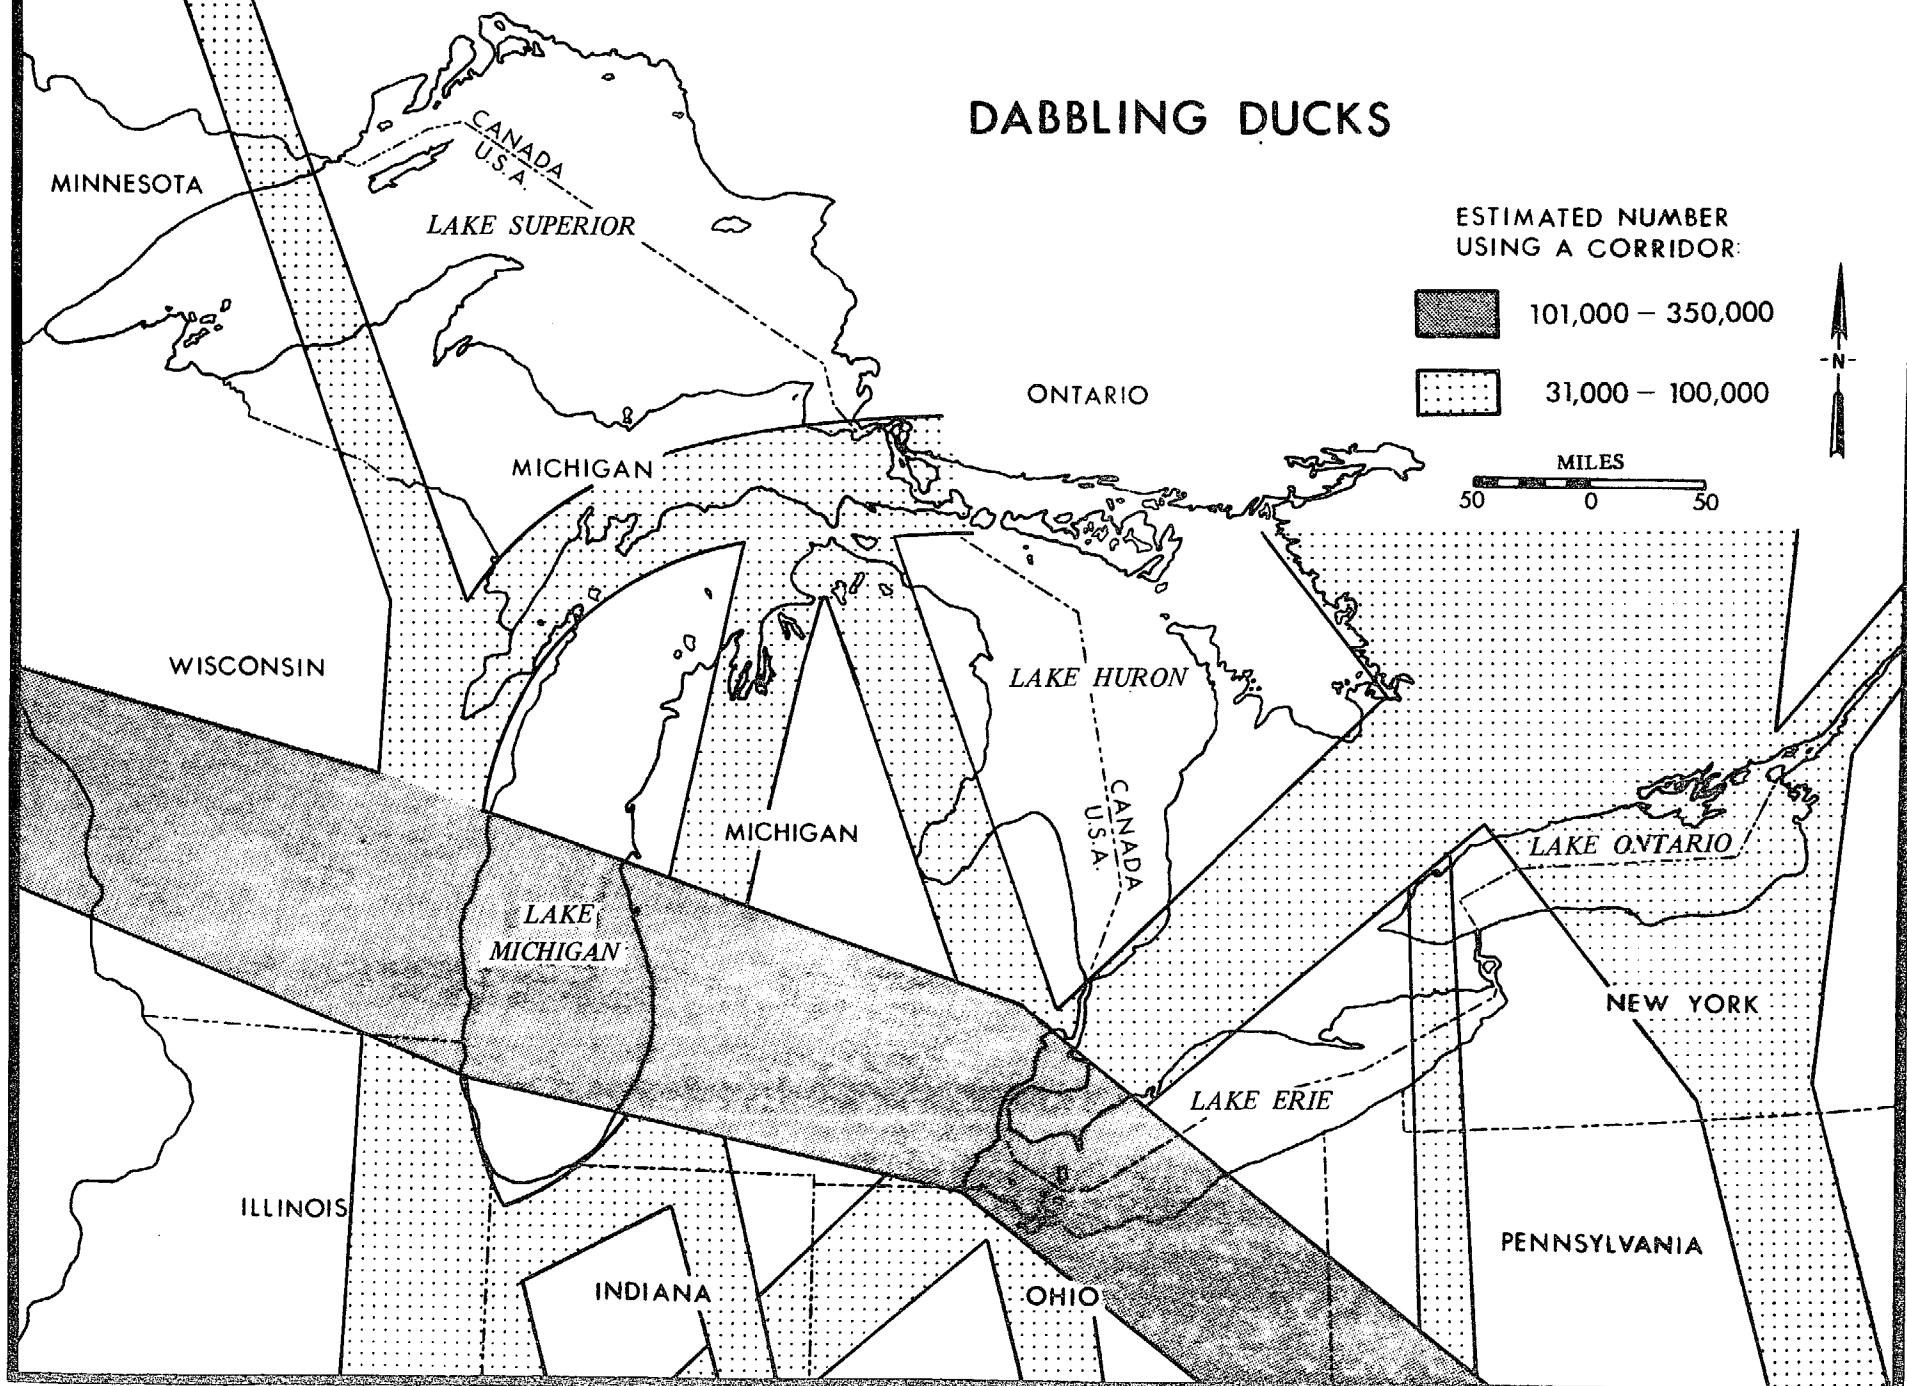 DABBLING DUCKS
CANADA
U.S.A.
MINNESOTA
LAKE SUPERIOR
ESTIMATED NUMBER
USING A CORRIDOR:
101,000 – 350,000
31,000 – 100,000
-N-
ONTARIO
MILES
50 0 50
MICHIGAN
WISCONSIN
LAKE HURON
CANADA
U.S.A.
MICHIGAN
LAKE ONTARIO
LAKE
MICHIGAN
NEW YORK
LAKE ERIE
ILLINOIS
PENNSYLVANIA
INDIANA
OHIO